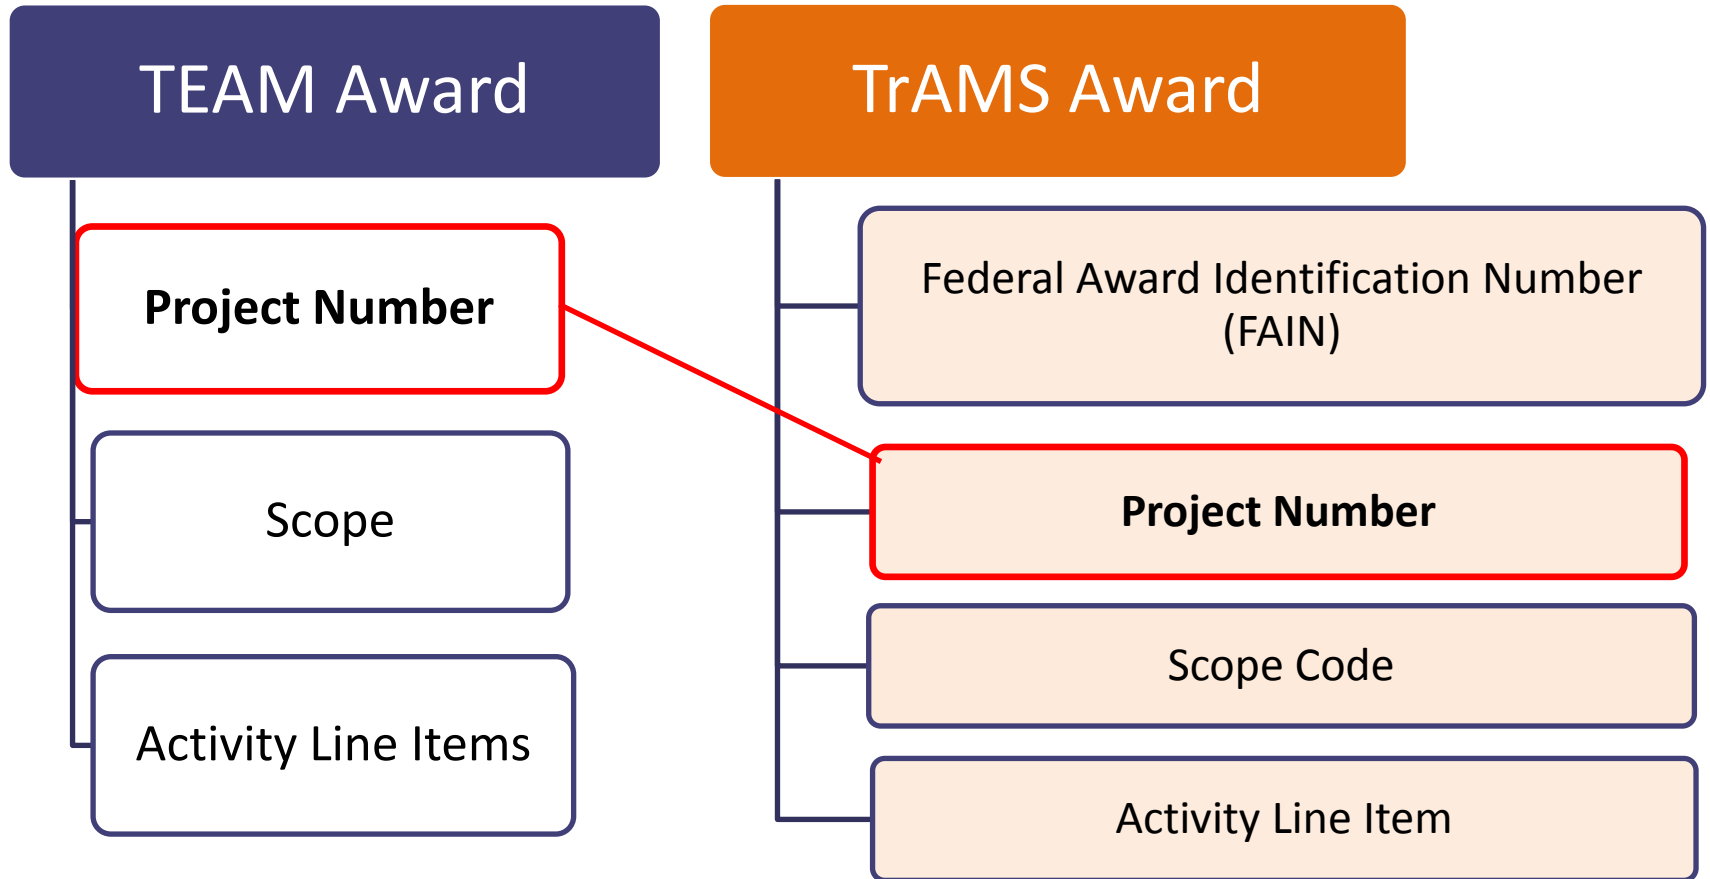 TEAM Award
Project Number
Scope
Activity Line Items
TrAMS Award
Federal Award Identification Number
(FAIN)
Project Number
Scope Code
Activity Line Item